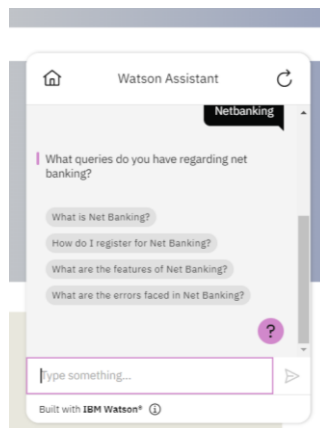 Watson Assistant
Netbanking
What queries do you have regarding net
banking?
What is Net Banking?
How do I register for Net Banking?
What are the features of Net Banking?
What are the errors faced in Net Banking?
?
Type something...
Built with IBM Watson®